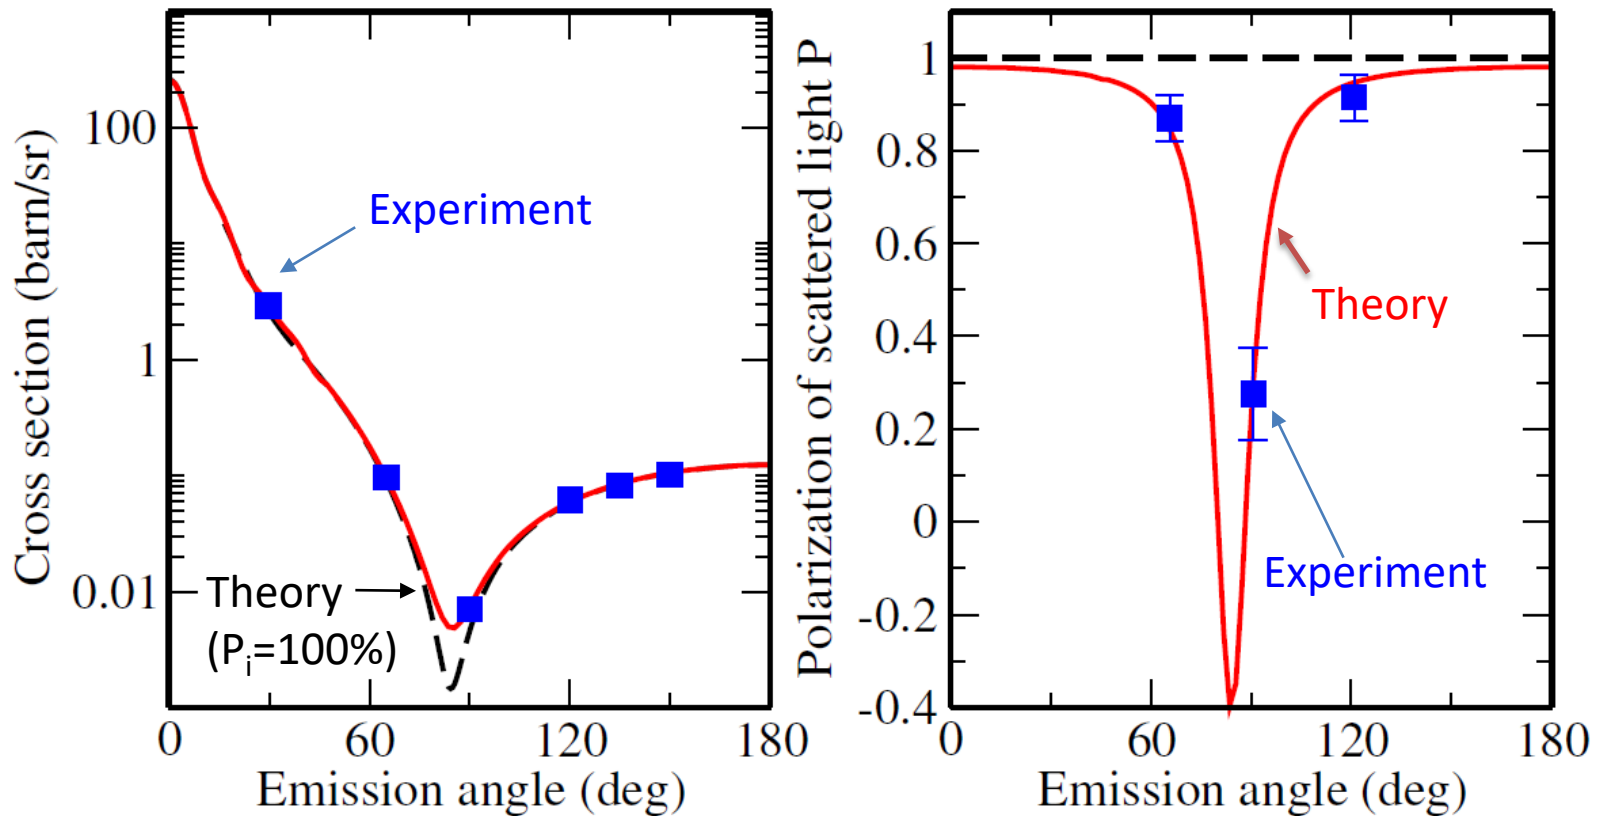 Cross section (barn/sr)
100
1
0.01
Experiment
Theory
(Pi=100%)
0
60
120
180
Emission angle (deg)
Polarization of scattered light P
1
0.8
0.6
0.4
0.2
0
-0.2
-0.4
Theory
Experiment
0
60
120
180
Emission angle (deg)